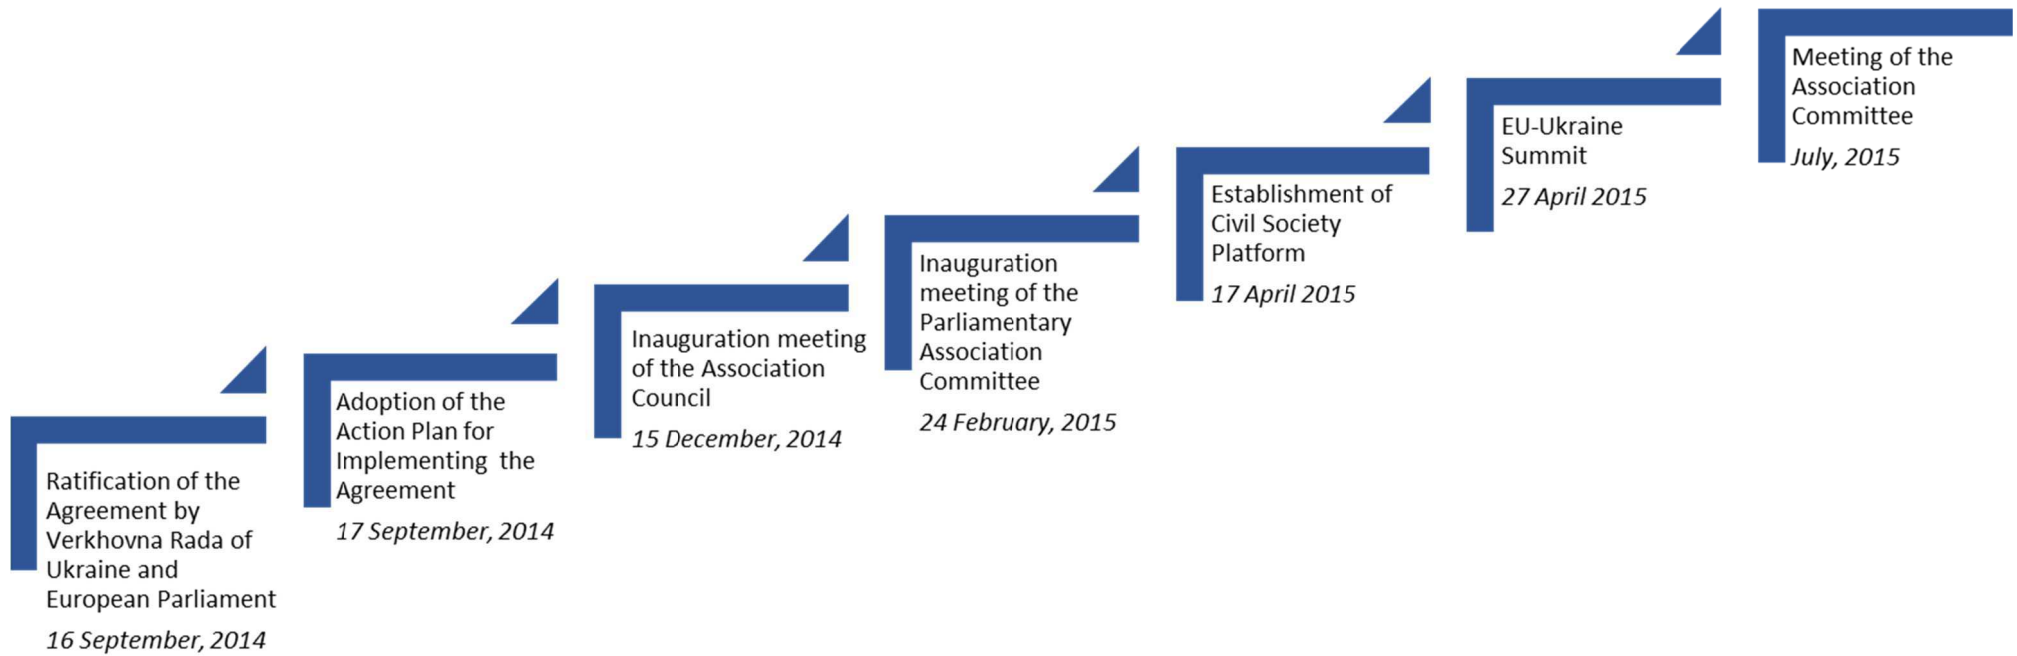 Ratification of the
Agreement by
Verkhovna Rada of
Ukraine and
European Parliament
16 September, 2014
Adoption of the
Action Plan for
Implementing the
Agreement
17 September, 2014
Inauguration meeting
of the Association
Council
15 December, 2014
Inauguration
meeting of the
Parliamentary
Association
Committee
24 February, 2015
Establishment of
Civil Society
Platform
17 April 2015
EU-Ukraine
Summit
27 April 2015
Meeting of the
Association
Committee
July, 2015